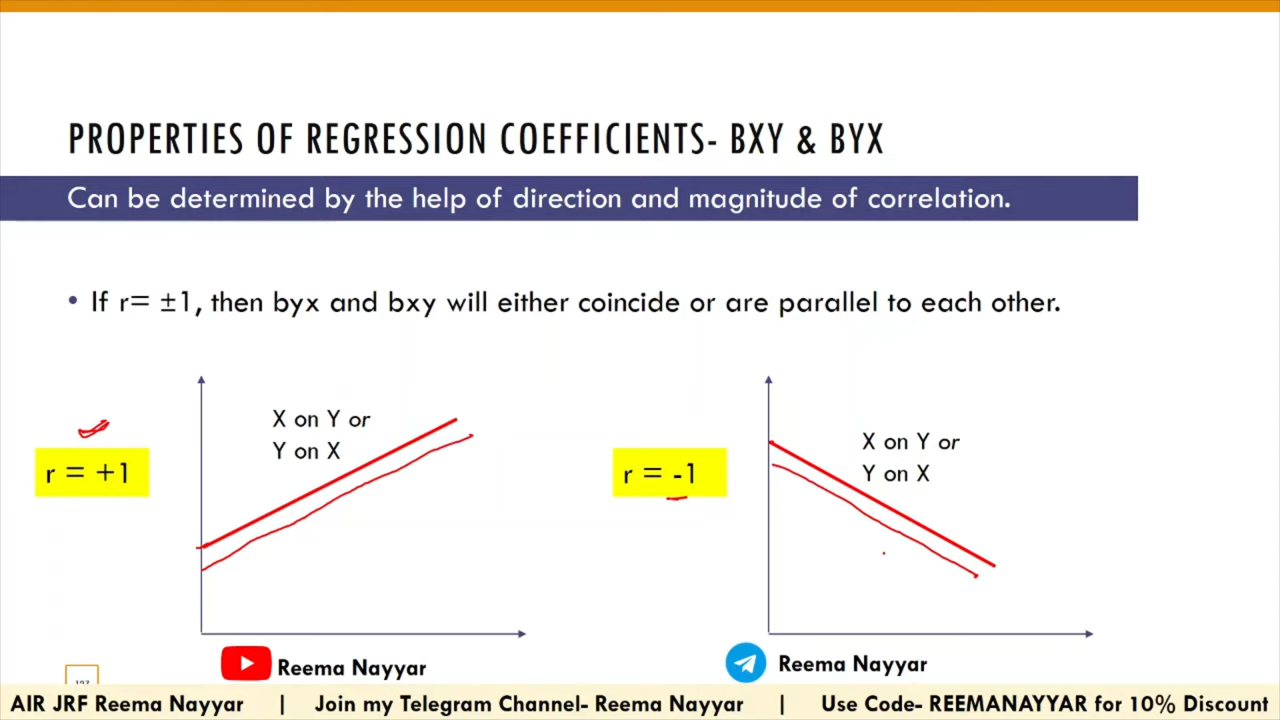 PROPERTIES OF REGRESSION COEFFICIENTS- BXY & BYX
Can be determined by the help of direction and magnitude of correlation.
• If r= ±1, then byx and bxy will either coincide or are parallel to each other.
X on Y or
Y on X
r = +1
X on Y or
Y on X
r = -1
Reema Nayyar
Reema Nayyar
AIR JRF Reema Nayyar | Join my Telegram Channel- Reema Nayyar | Use Code- REEMANAYYAR for 10% Discount